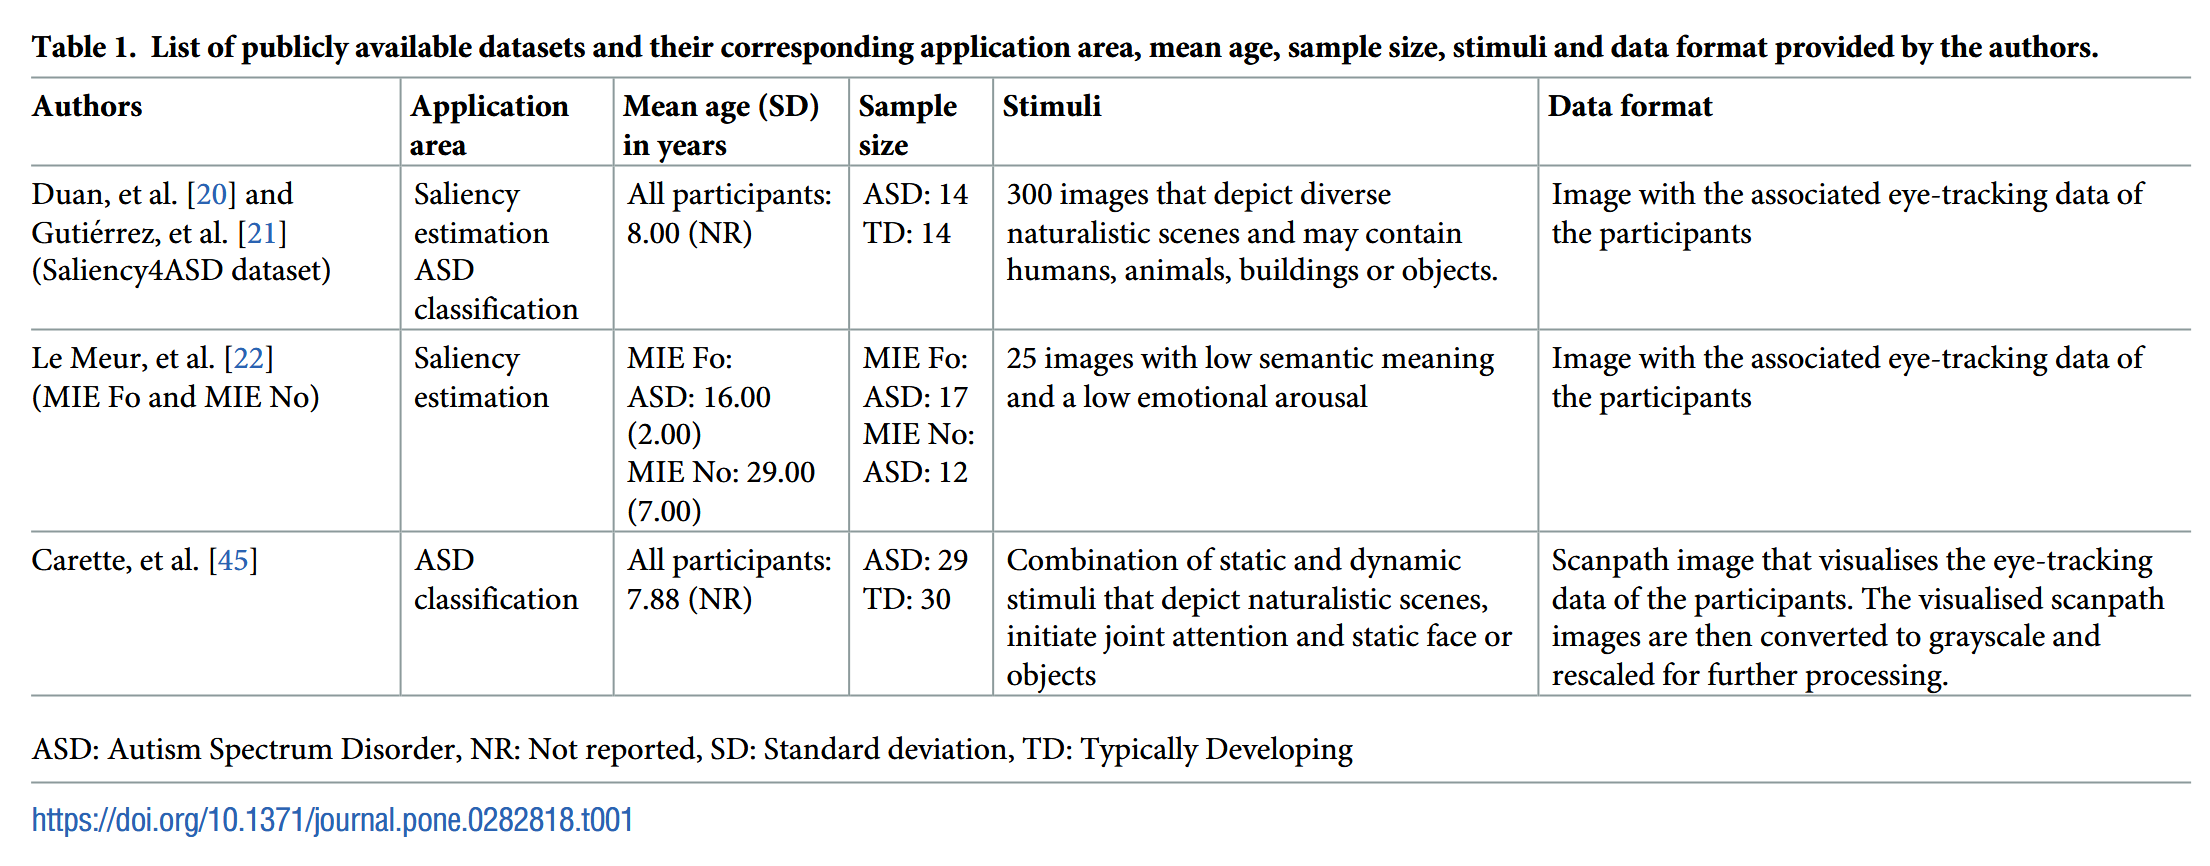 Table 1. List of publicly available datasets and their corresponding application area, mean age, sample size, stimuli and data format provided by the authors.
Authors
Application
area
Mean age (SD)
in years
Sample
size
Stimuli
Data format
Duan, et al. [20] and
Gutiérrez, et al. [21]
(Saliency4ASD dataset)
Saliency
estimation
ASD
classification
All participants:
8.00 (NR)
ASD: 14
TD: 14
300 images that depict diverse
naturalistic scenes and may contain
humans, animals, buildings or objects.
Image with the associated eye-tracking data of
the participants
Le Meur, et al. [22]
(MIE Fo and MIE No)
Saliency
estimation
MIE Fo:
ASD: 16.00
(2.00)
MIE No: 29.00
(7.00)
MIE Fo:
ASD: 17
MIE No:
ASD: 12
25 images with low semantic meaning
and a low emotional arousal
Image with the associated eye-tracking data of
the participants
Carette, et al. [45]
ASD
classification
All participants:
7.88 (NR)
ASD: 29
TD: 30
Combination of static and dynamic
stimuli that depict naturalistic scenes,
initiate joint attention and static face or
objects
Scanpath image that visualises the eye-tracking
data of the participants. The visualised scanpath
images are then converted to grayscale and
rescaled for further processing.
ASD: Autism Spectrum Disorder, NR: Not reported, SD: Standard deviation, TD: Typically Developing
https://doi.org/10.1371/journal.pone.0282818.t001